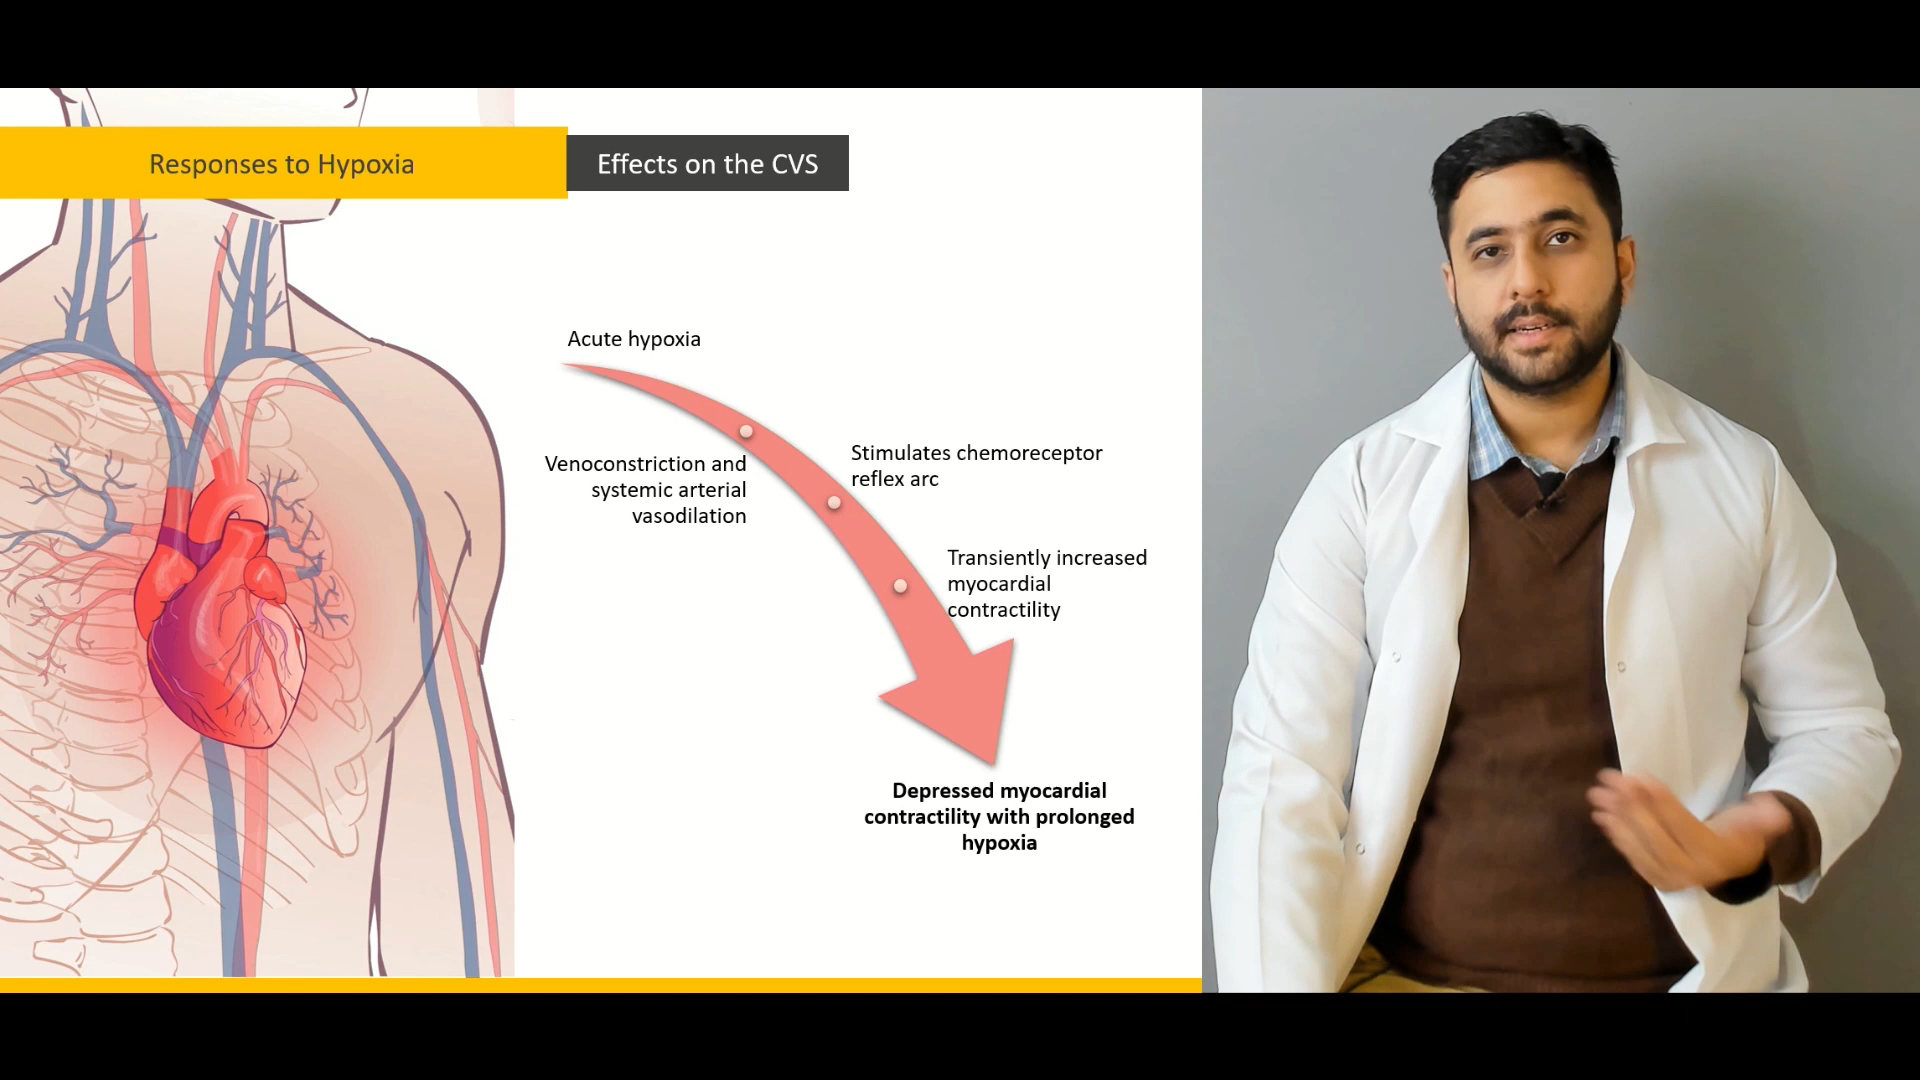 Responses to Hypoxia
Effects on the CVS
Acute hypoxia
Venoconstriction and
systemic arterial
vasodilation
Stimulates chemoreceptor
reflex arc
Transiently increased
myocardial
contractility
Depressed myocardial
contractility with prolonged
hypoxia